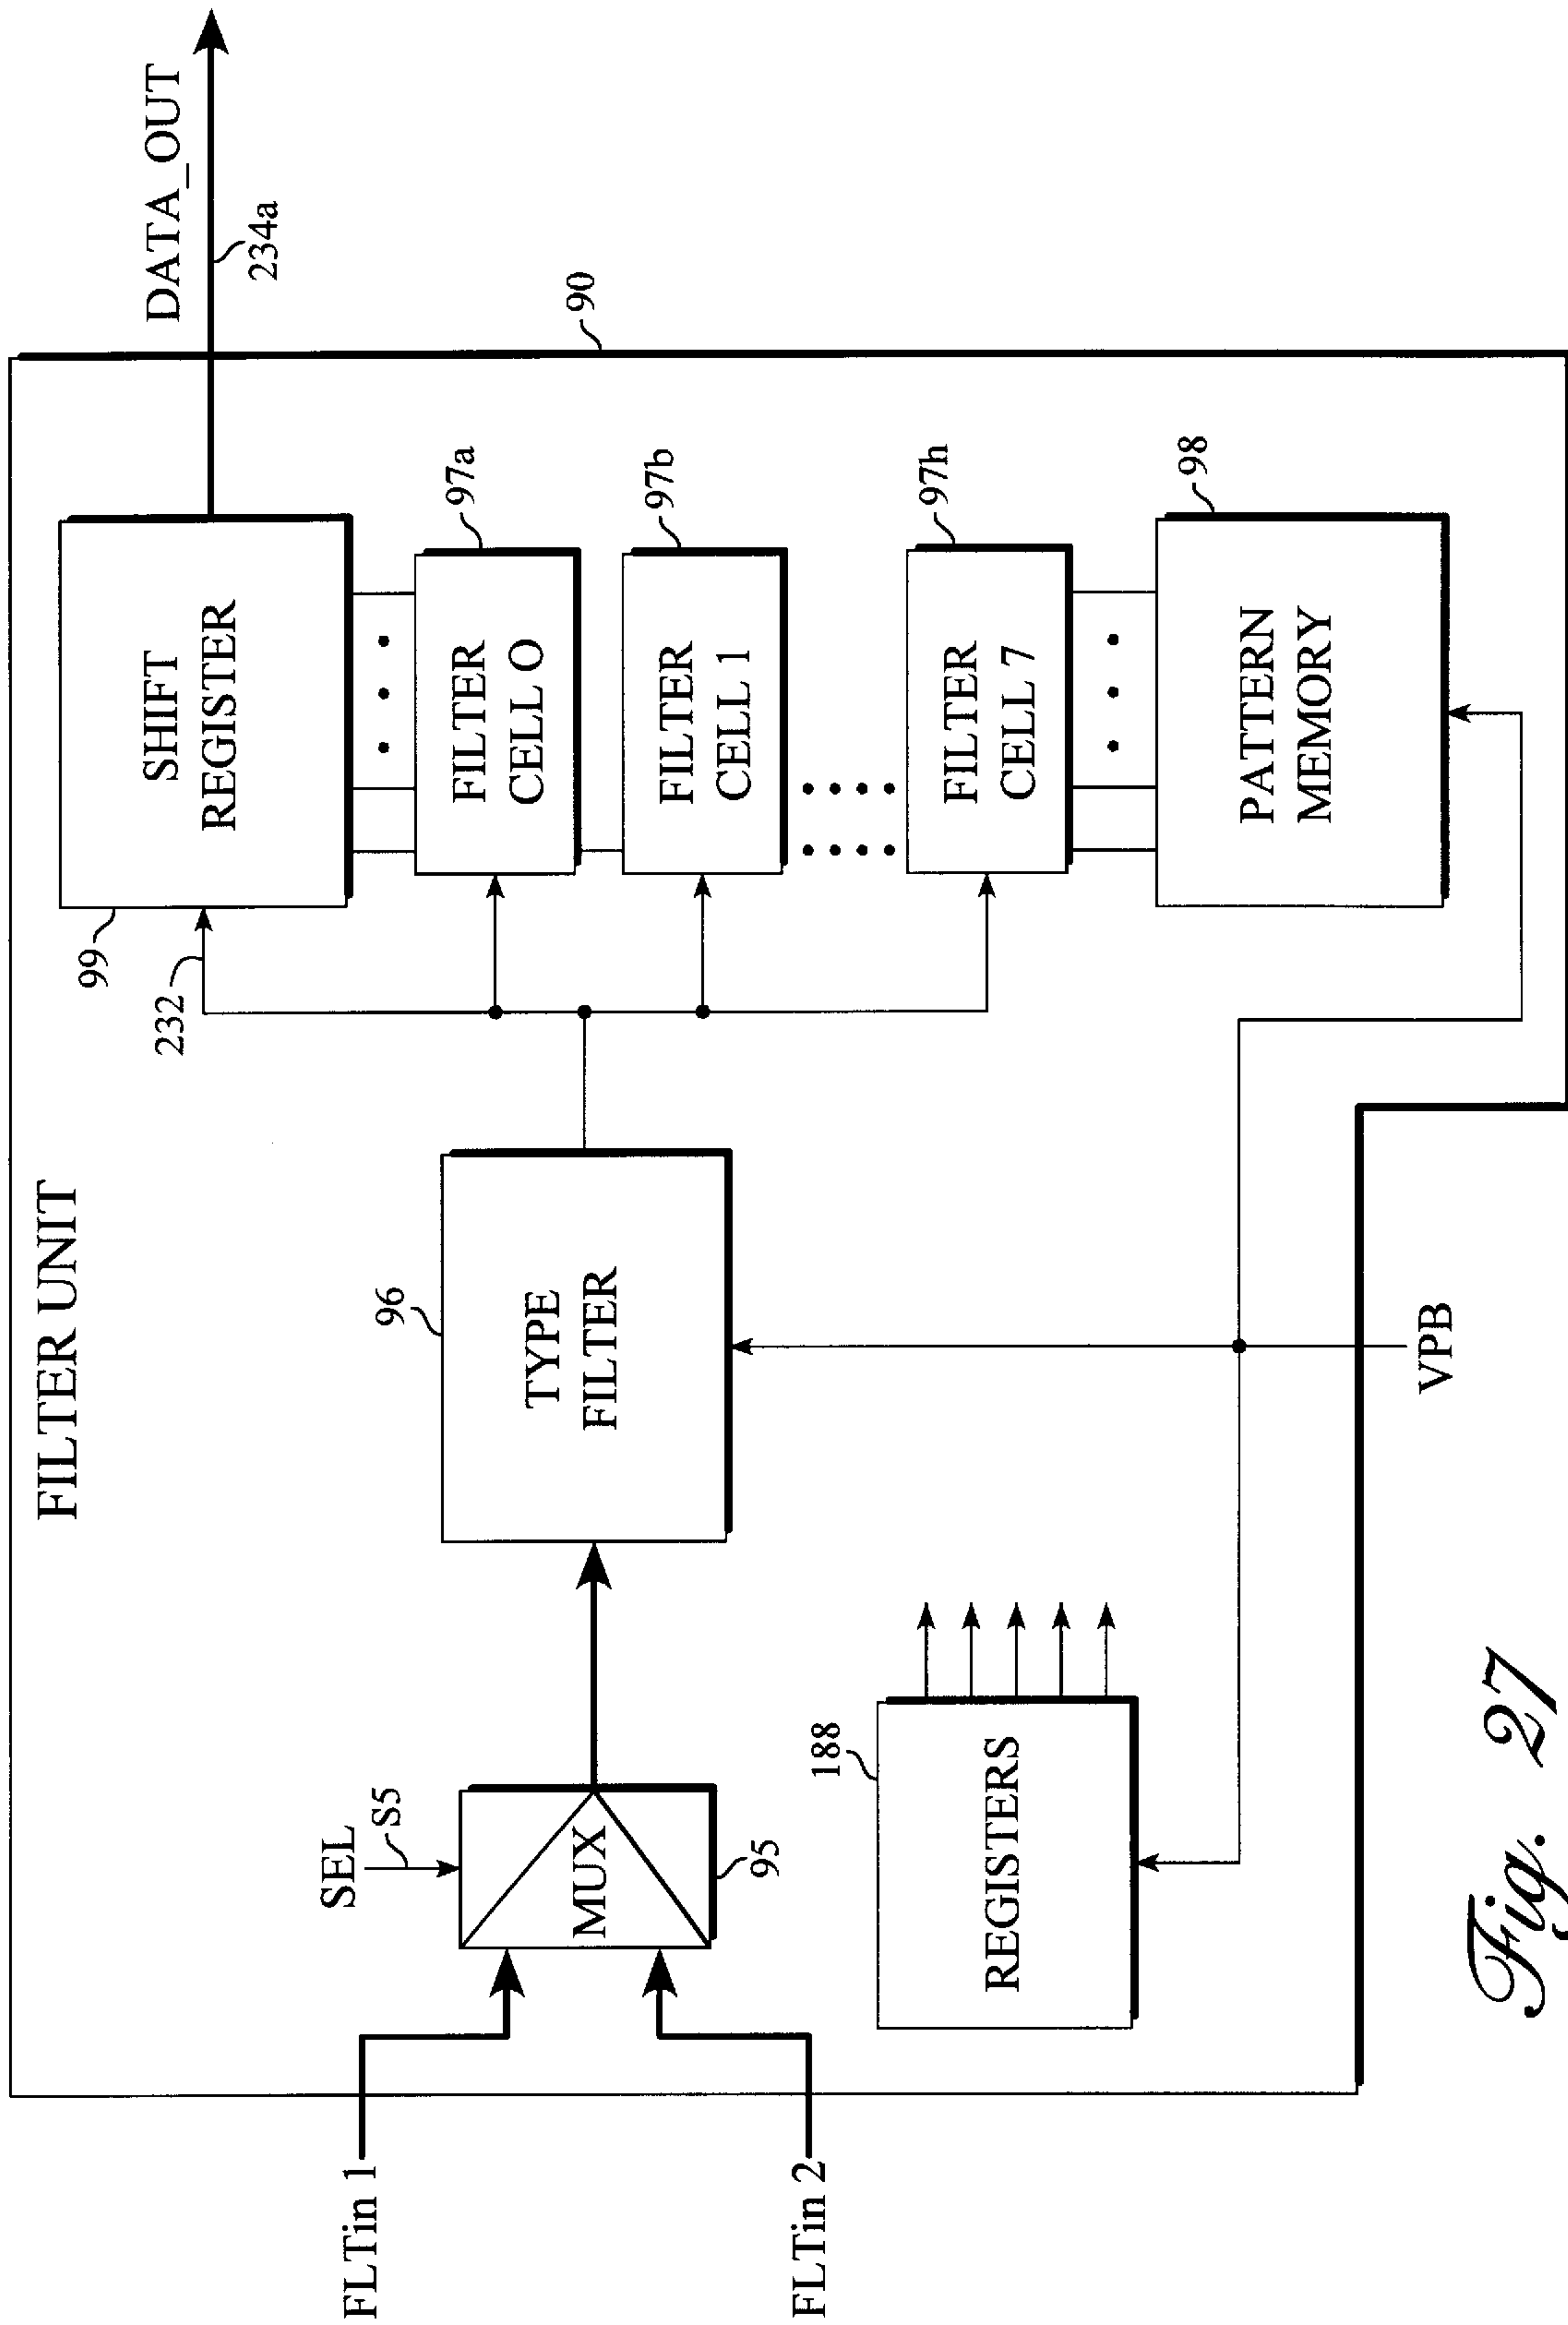 FILTER UNIT
DATA_OUT
234a
90
SHIFT
REGISTER
99
232
FILTER
CELL O
97a
FILTER
CELL 1
97b
FILTER
CELL 7
97h
PATTERN
MEMORY
98
TYPE
FILTER
96
SEL
S5
MUX
95
FLTin 1
FLTin 2
REGISTERS
188
VPB
Fig. 27